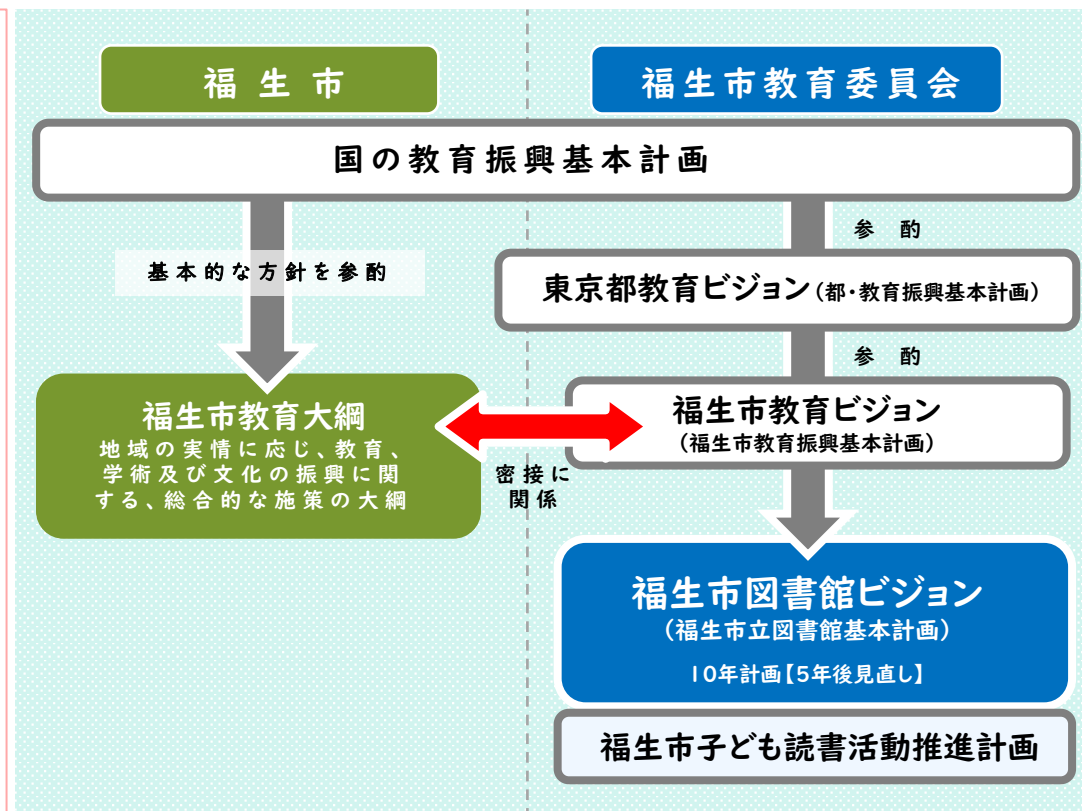 福生市
福生市教育委員会
国の教育振興基本計画
参酌
基本的な方針を参酌
東京都教育ビジョン(都・教育振興基本計画)
参酌
福生市教育大綱
地域の実情に応じ、教育、
学術及び文化の振興に関
する、総合的な施策の大綱
福生市教育ビジョン
(福生市教育振興基本計画)
密接に
関係
福生市図書館ビジョン
(福生市立図書館基本計画)
10年計画【5年後見直し】
福生市子ども読書活動推進計画